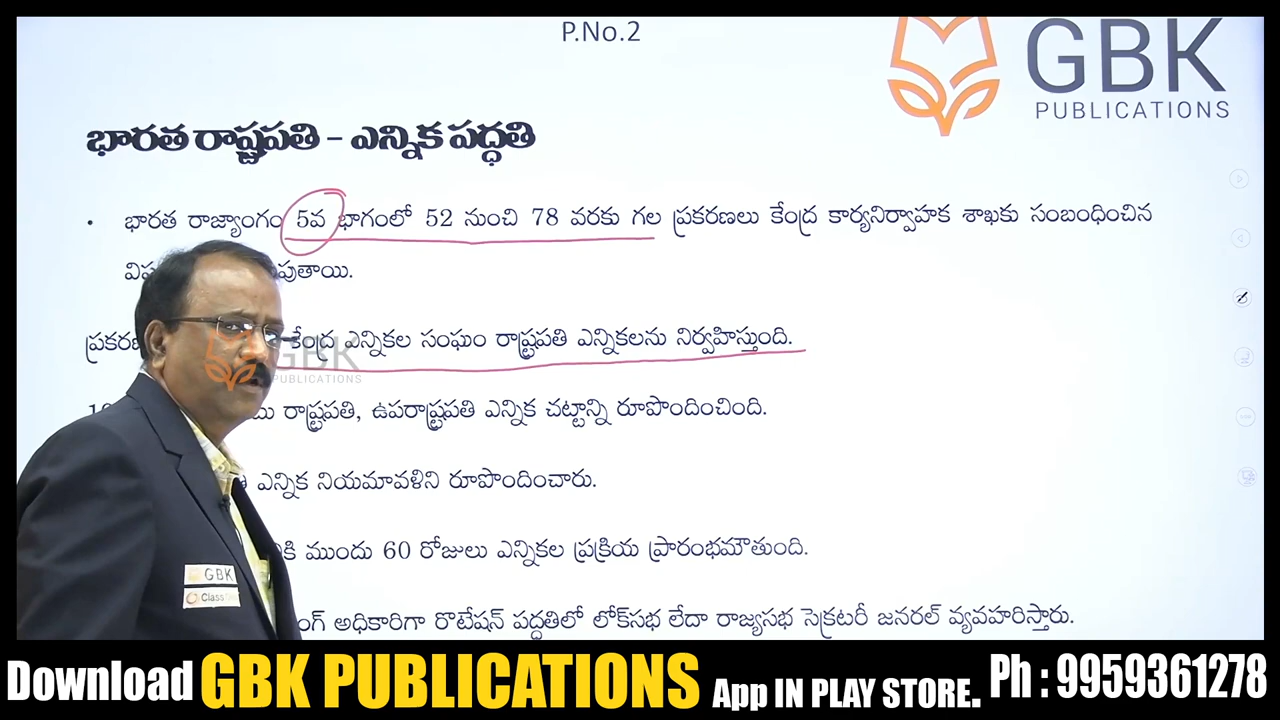 P.No.2
GBK
PUBLICATIONS
భారత రాష్ట్రపతి – ఎన్నిక పద్ధతి
• భారత రాజ్యాంగం 5వ భాగంలో 52 నుంచి 78 వరకు గల ప్రకరణలు కేంద్ర కార్యనిర్వాహక శాఖకు సంబంధించిన
కేంద్ర ఎన్నికల సంఘం రాష్ట్రపతి ఎన్నికలను నిర్వహిస్తుంది.
GBK
PUBLICATIONS
రాష్ట్రపతి, ఉపరాష్ట్రపతి ఎన్నిక చట్టాన్ని రూపొందించింది.
ఎన్నిక నియమావళిని రూపొందించారు.
ముందు 60 రోజులు ఎన్నికల ప్రక్రియ ప్రారంభమౌతుంది.
GBK
Class
అధికారిగా రొటేషన్ పద్ధతిలో లోక్‌సభ లేదా రాజ్యసభ సెక్రటరీ జనరల్ వ్యవహరిస్తారు.
Download GBK PUBLICATIONS App IN PLAY STORE. Ph : 9959361278